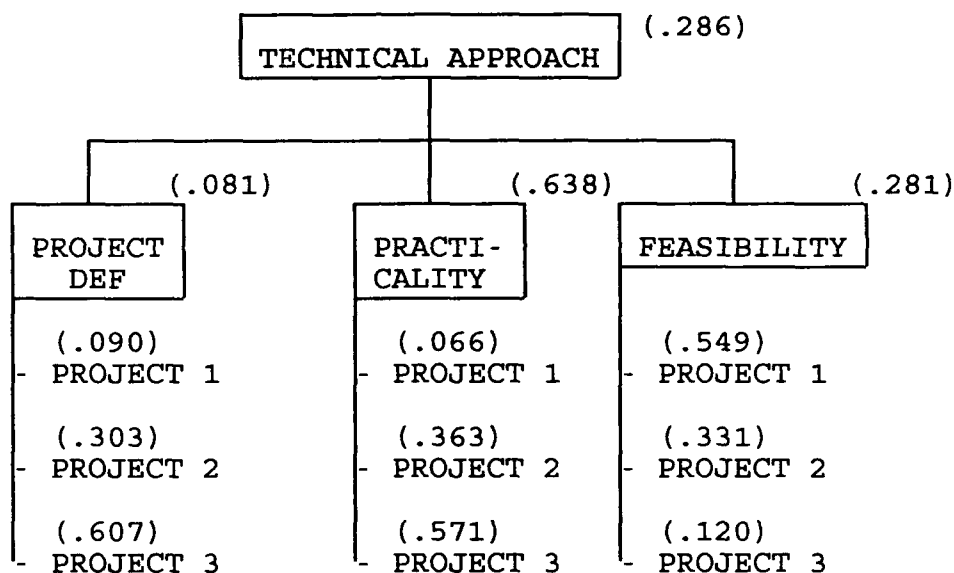 (.286)
TECHNICAL APPROACH
(.081)
(.638)
(.281)
PROJECT
DEF
PRACTI-
CALITY
FEASIBILITY
(.090)
- PROJECT 1
(.303)
- PROJECT 2
(.607)
- PROJECT 3
(.066)
- PROJECT 1
(.363)
- PROJECT 2
(.571)
- PROJECT 3
(.549)
- PROJECT 1
(.331)
- PROJECT 2
(.120)
- PROJECT 3